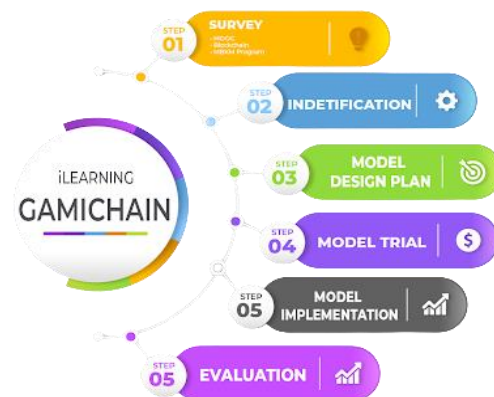 STEP
01
SURVEY
- MOOC
- Blockchain
- MBKM Program
STEP
02
INDETIFICATION
iLEARNING
GAMICHAIN
STEP
03
MODEL
DESIGN PLAN
STEP
04
MODEL TRIAL
$
STEP
05
MODEL
IMPLEMENTATION
STEP
05
EVALUATION